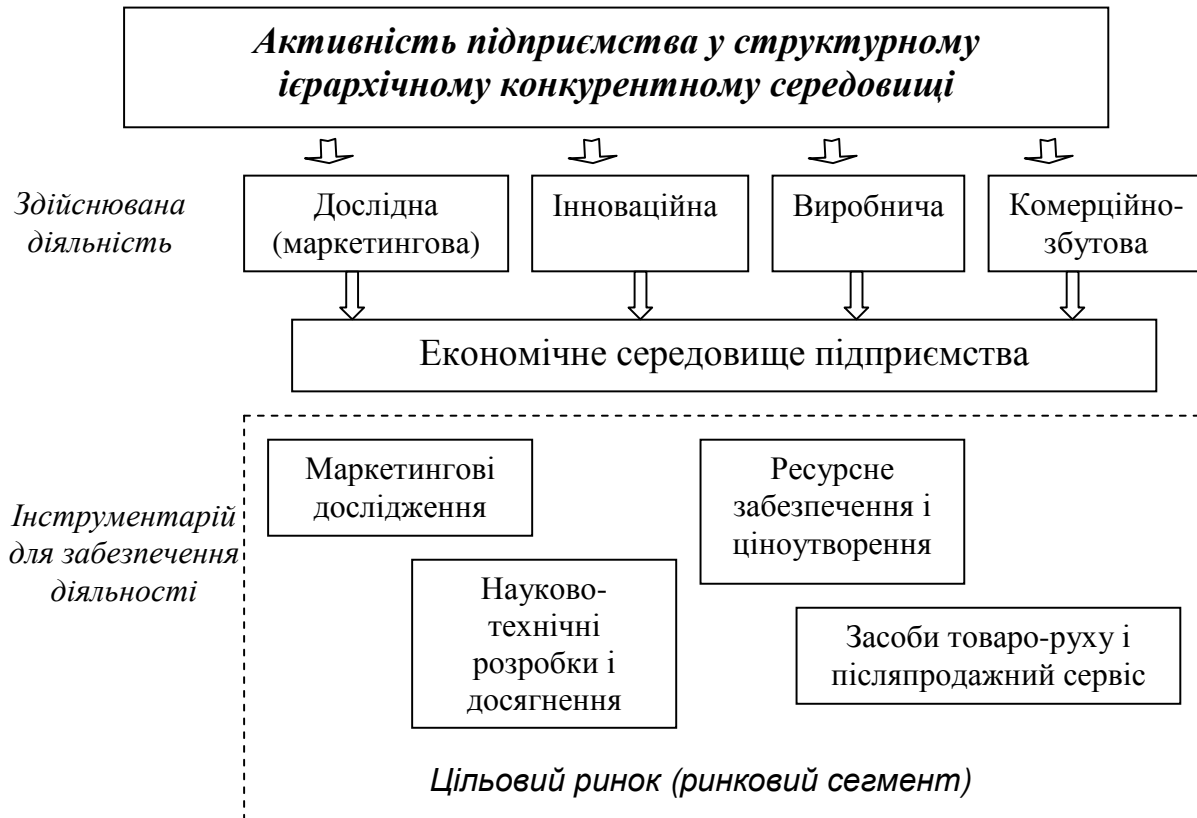 Активність підприємства у структурному
ієрархічному конкурентному середовищі
Здійснювана
діяльність
Дослідна
(маркетингова)
Інноваційна
Виробнича
Комерційно-
збутова
Економічне середовище підприємства
Інструментарій
для забезпечення
діяльності
Маркетингові
дослідження
Ресурсне
забезпечення і
ціноутворення
Науково-
технічні
розробки і
досягнення
Засоби товаро-руху і
післяпродажний сервіс
Цільовий ринок (ринковий сегмент)